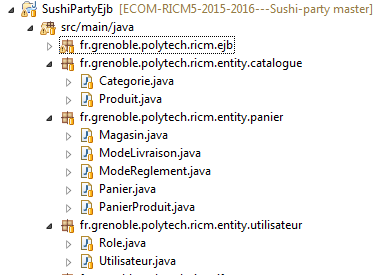 SushiPartyEjb [ECOM-RICM5-2015-2016---Sushi-party master]
src/main/java
fr.grenoble.polytech.ricm.ejb
fr.grenoble.polytech.ricm.entity.catalogue
Categorie.java
Produit.java
fr.grenoble.polytech.ricm.entity.panier
Magasin.java
ModeLivraison.java
ModeReglement.java
Panier.java
PanierProduit.java
fr.grenoble.polytech.ricm.entity.utilisateur
Role.java
Utilisateur.java